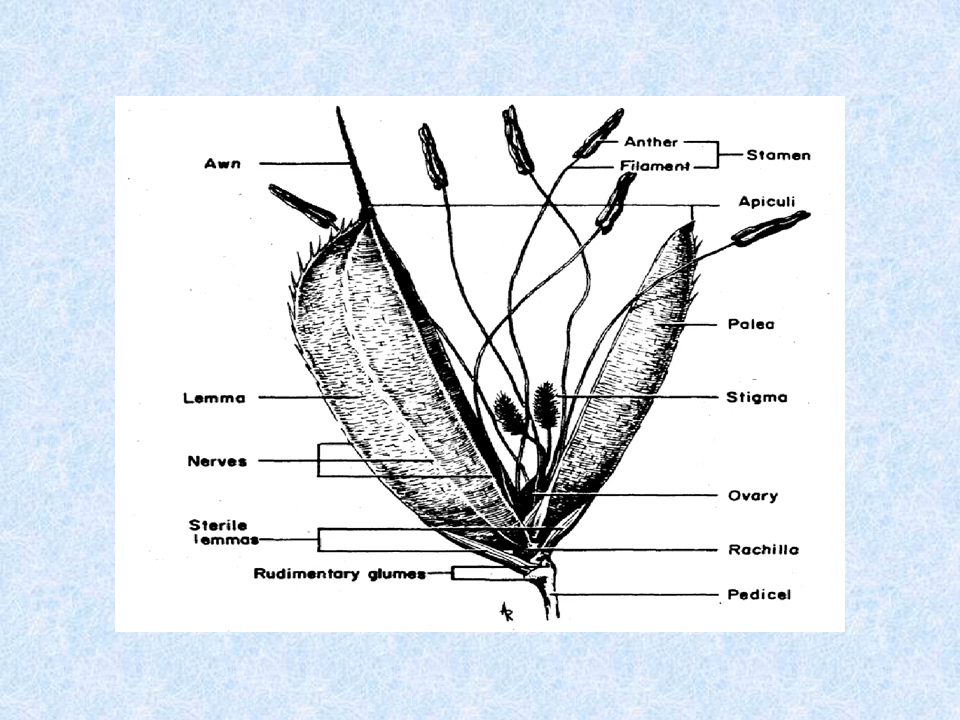 Anther
Stamen
Awn
Filament
Apiculi
Palea
Lemma
Stigma
Nerves
Ovary
Sterile
lemmas
Rachilla
Rudimentary glumes
Pedicel
AR